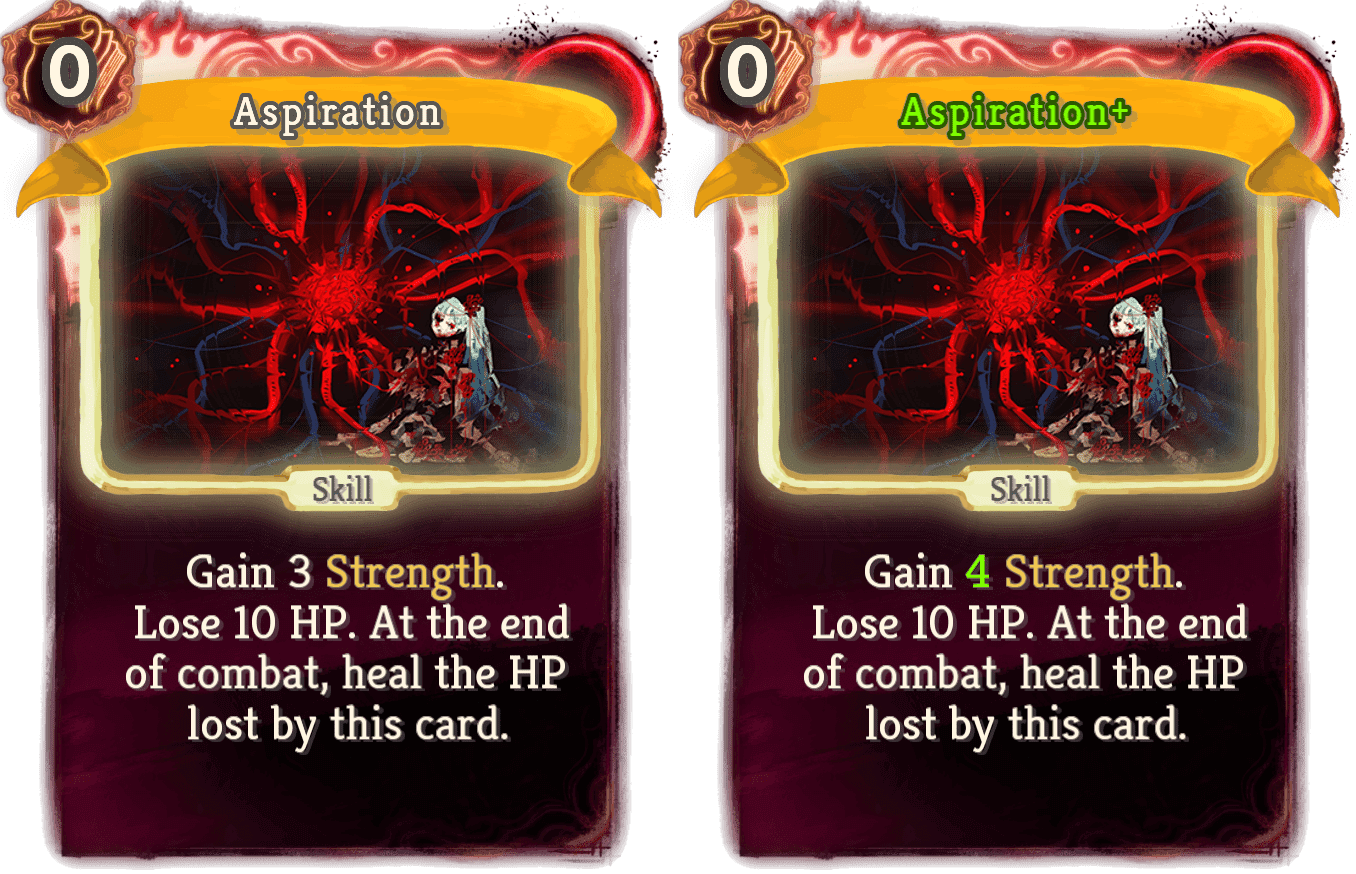 0
Aspiration
Skill
Gain 3 Strength.
Lose 10 HP. At the end
of combat, heal the HP
lost by this card.
0
Aspiration+
Skill
Gain 4 Strength.
Lose 10 HP. At the end
of combat, heal the HP
lost by this card.